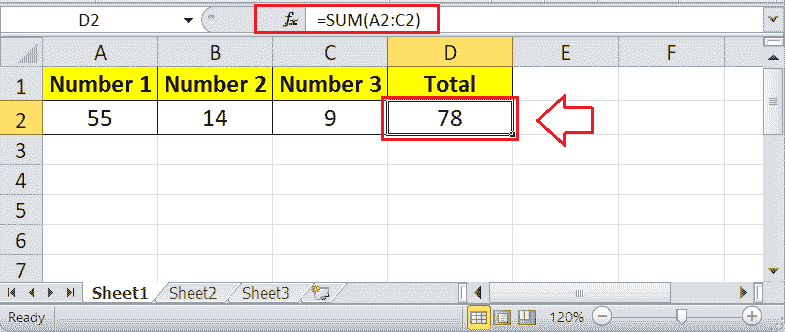 D2 fx =SUM(A2:C2)
A B C D E F
1 Number 1 Number 2 Number 3 Total
2 55 14 9 78
3
4
5
6
7
Sheet1 Sheet2 Sheet3
Ready 120%